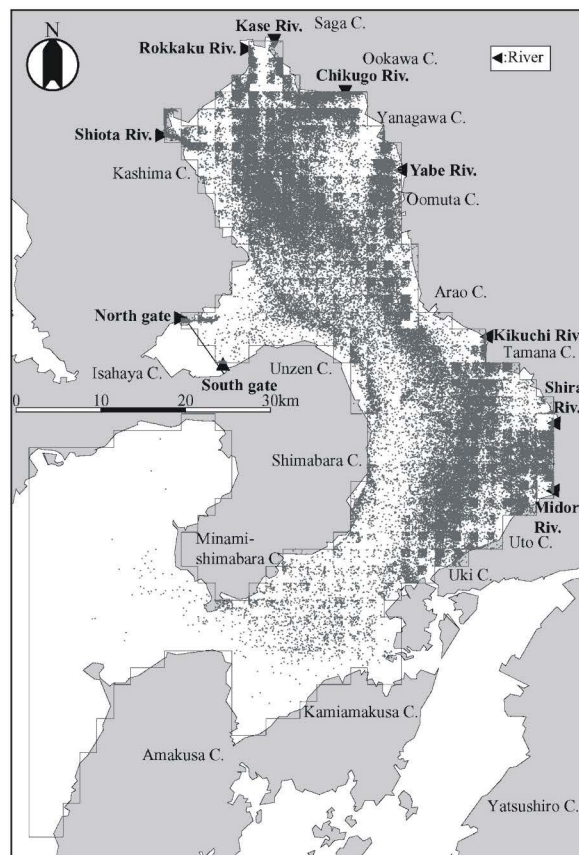 N
Kase Riv.
Saga C.
Rokkaku Riv.
Ookawa C.
:River
Chikugo Riv.
Yanagawa C.
Shiota Riv.
Kashima C.
Yabe Riv.
Oomuta C.
Arao C.
North gate
Kikuchi Riv
Unzen C.
Tamana C.
Isahaya C.
South gate
Shira
Riv.
0 10 20 30km
Shimabara C.
Midor
Riv.
Minami-
shimabara C
Uto C.
Uki C.
Kamiamakusa C.
Amakusa C.
Yatsushiro C.